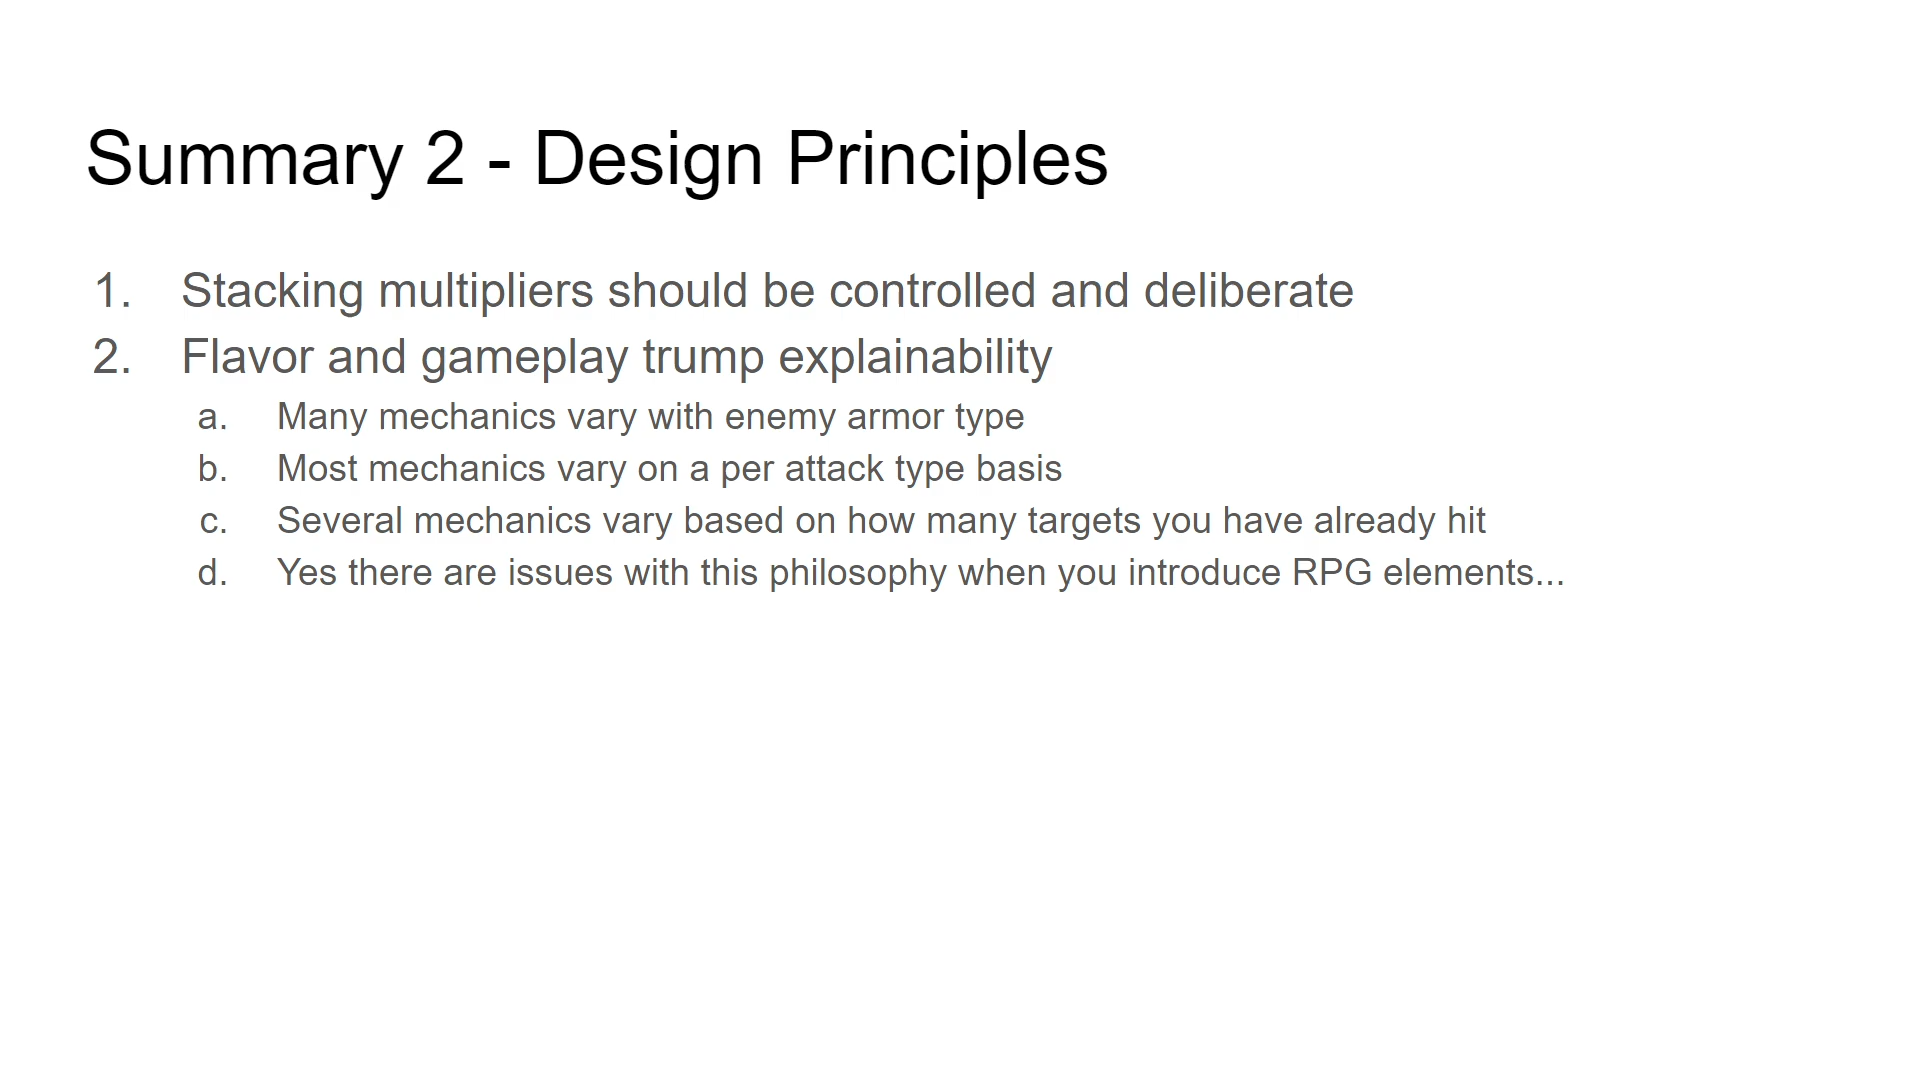 Summary 2 - Design Principles
1. Stacking multipliers should be controlled and deliberate
2. Flavor and gameplay trump explainability
a. Many mechanics vary with enemy armor type
b. Most mechanics vary on a per attack type basis
c. Several mechanics vary based on how many targets you have already hit
d. Yes there are issues with this philosophy when you introduce RPG elements...